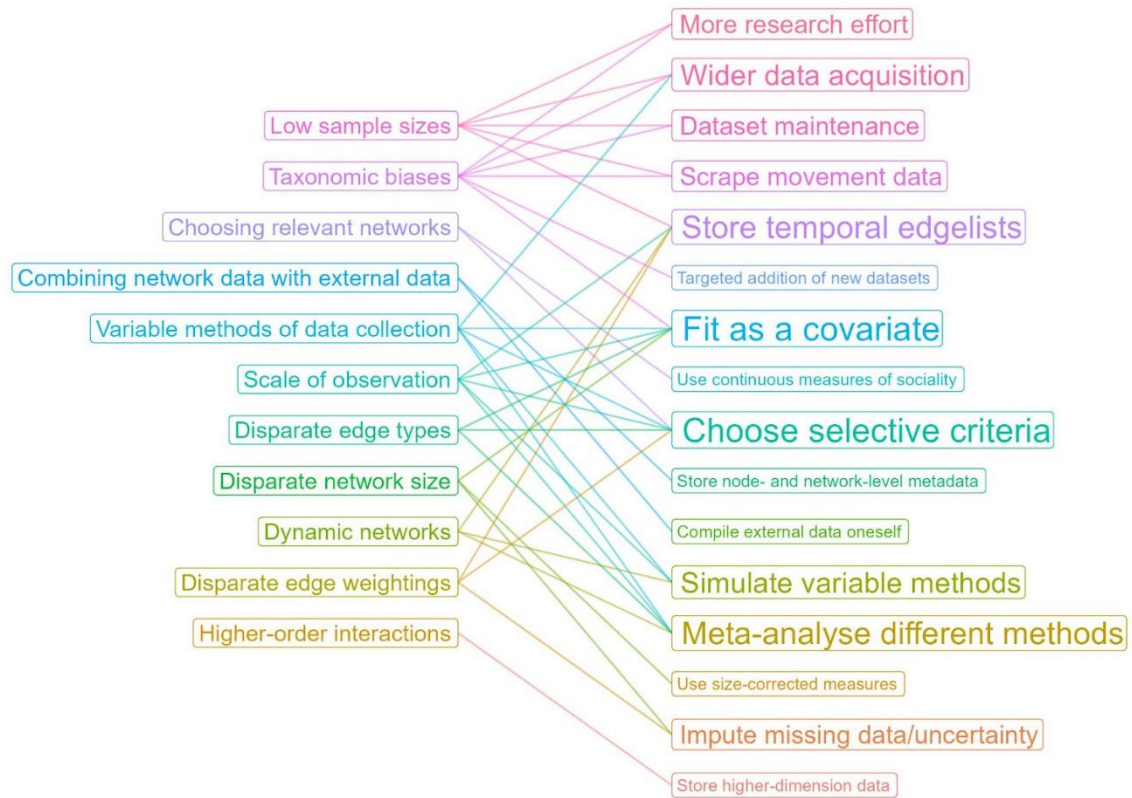 Low sample sizes
Taxonomic biases
Choosing relevant networks
Combining network data with external data
Variable methods of data collection
Scale of observation
Disparate edge types
Disparate network size
Dynamic networks
Disparate edge weightings
Higher-order interactions
More research effort
Wider data acquisition
Dataset maintenance
Scrape movement data
Store temporal edgelists
Targeted addition of new datasets
Fit as a covariate
Use continuous measures of sociality
Choose selective criteria
Store node- and network-level metadata
Compile external data oneself
Simulate variable methods
Meta-analyse different methods
Use size-corrected measures
Impute missing data/uncertainty
Store higher-dimension data